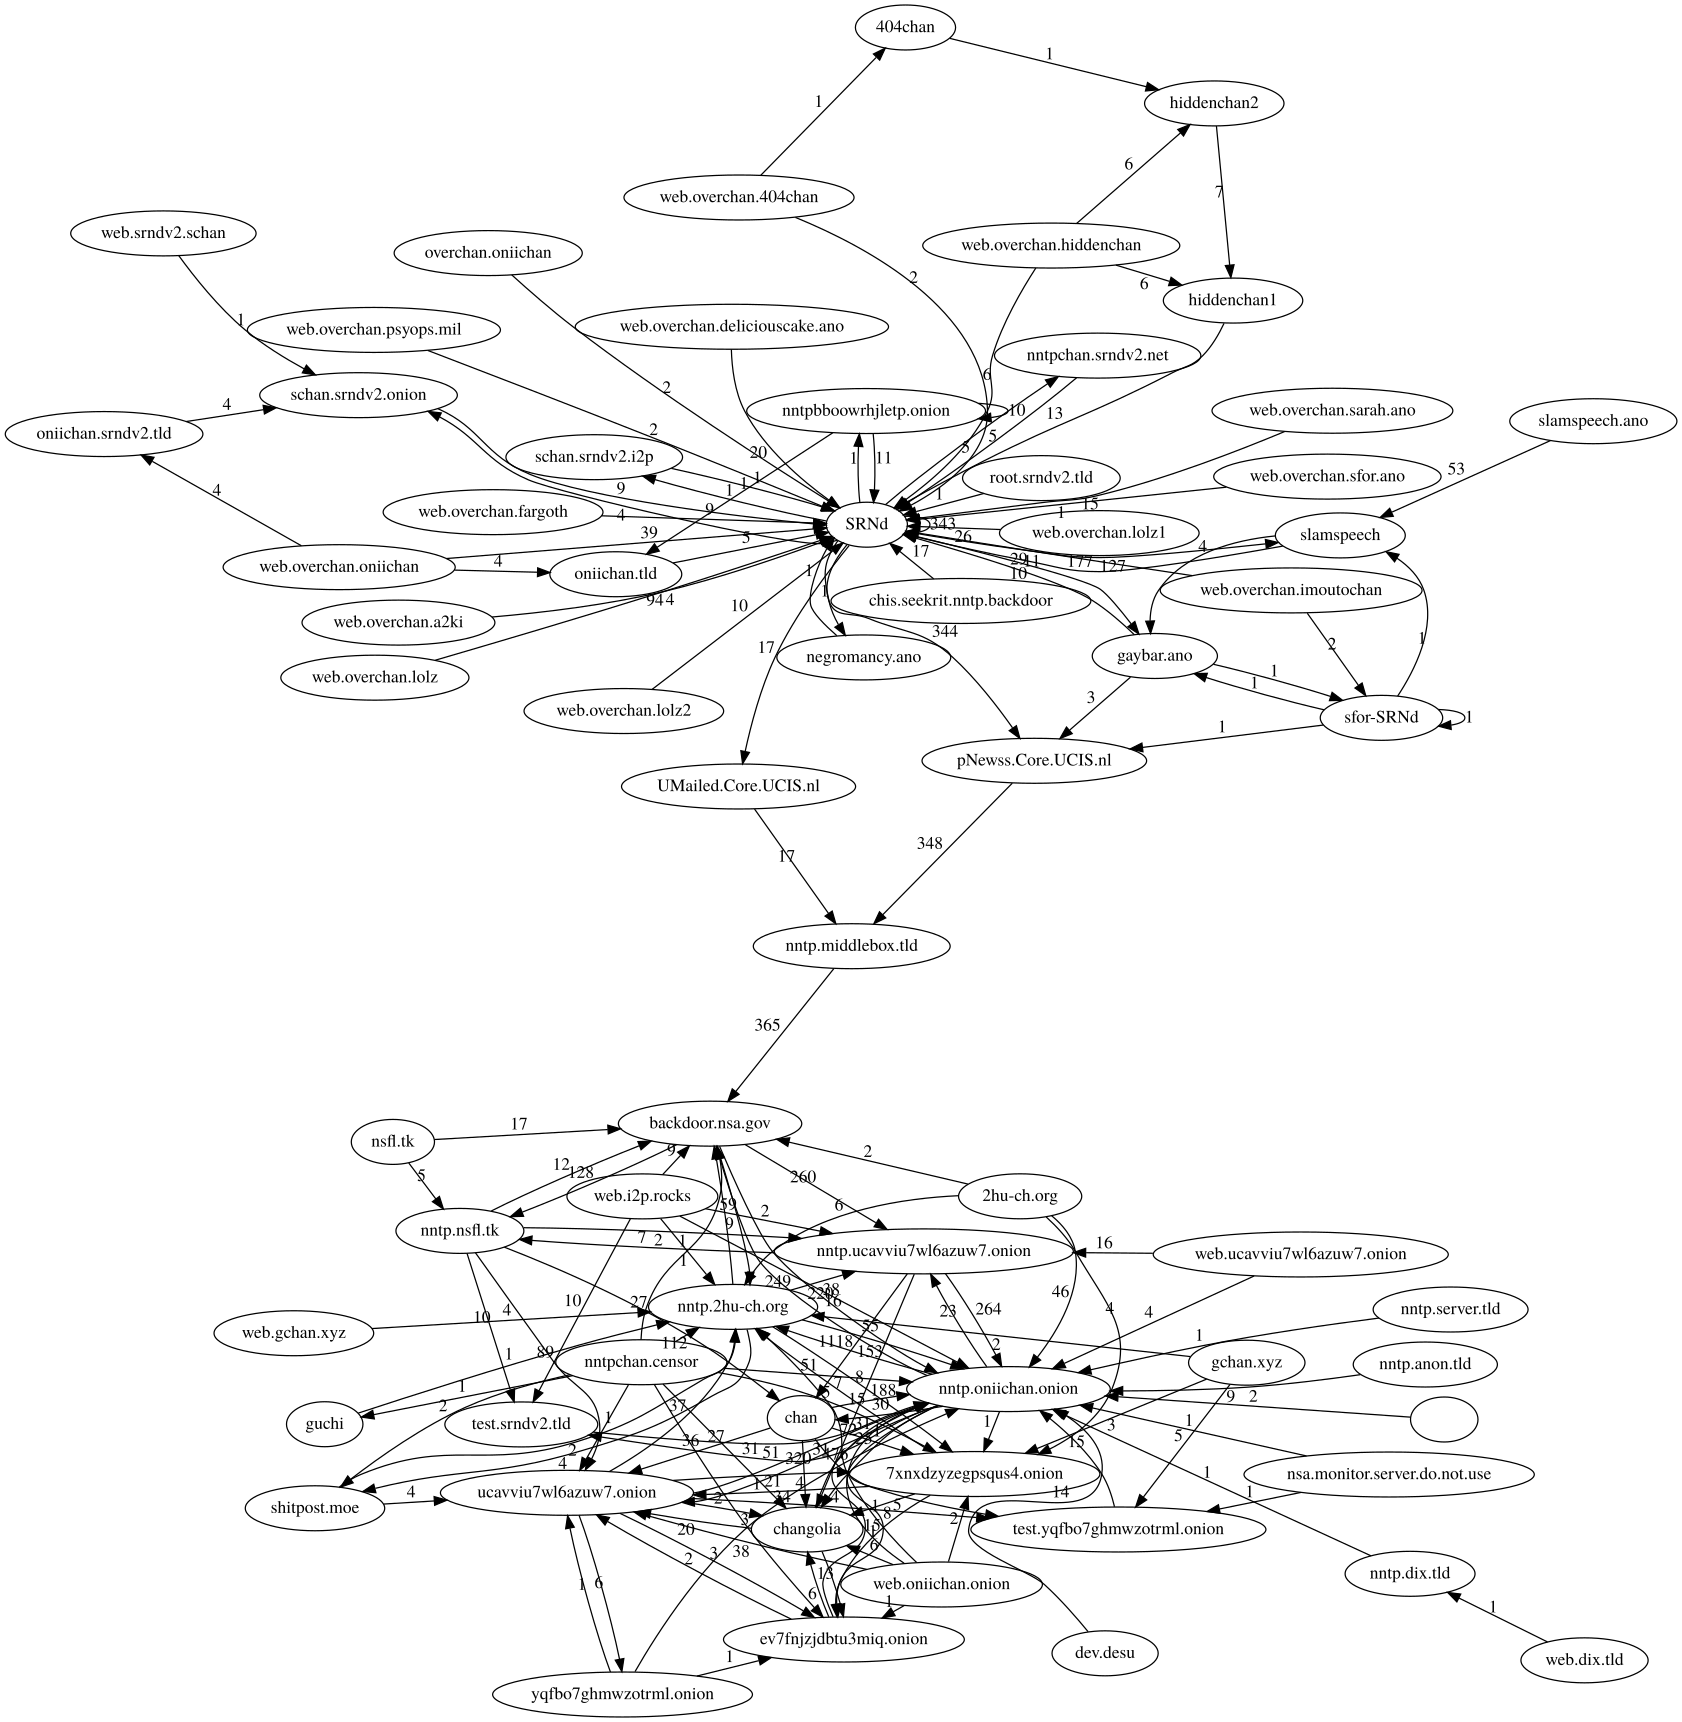 404chan
1
hiddenchan2
1
6
7
web.overchan.404chan
web.srndv2.schan
overchan.oniichan
web.overchan.hiddenchan
2
6
hiddenchan1
1
web.overchan.psyops.mil
web.overchan.deliciouscake.ano
nntpchan.srndv2.net
schan.srndv2.onion
2
6
4
nntpbboowrhjletp.onion
10
13
web.overchan.sarah.ano
slamspeech.ano
oniichan.srndv2.tld
2
5
5
schan.srndv2.i2p
20
1
11
53
root.srndv2.tld
web.overchan.sfor.ano
4
9
1
1
1
1
15
web.overchan.fargoth
4
9
SRNd
343
1
web.overchan.lolz1
slamspeech
39
5
26
4
17
web.overchan.oniichan
4
oniichan.tld
1
29
11
177
127
10
web.overchan.imoutochan
944
1
chis.seekrit.nntp.backdoor
web.overchan.a2ki
10
344
2
1
web.overchan.lolz
17
negromancy.ano
gaybar.ano
1
1
web.overchan.lolz2
3
sfor-SRNd
1
1
pNewss.Core.UCIS.nl
UMailed.Core.UCIS.nl
17
348
nntp.middlebox.tld
365
backdoor.nsa.gov
nsfl.tk
17
9
2
5
12
128
260
web.i2p.rocks
2hu-ch.org
59
6
2
9
nntp.nsfl.tk
7
2
1
nntp.ucavviu7wl6azuw7.onion
16
web.ucavviu7wl6azuw7.onion
1
249
38
16
46
4
4
10
27
nntp.2hu-ch.org
23
264
nntp.server.tld
web.gchan.xyz
10
4
55
1
1118
153
2
89
112
1
nntpchan.censor
51
7
8
gchan.xyz
nntp.anon.tld
1
188
nntp.oniichan.onion
9
2
2
37
15
30
3
1
guchi
test.srndv2.tld
1
27
chan
1
15
5
36
31
51
nsa.monitor.server.do.not.use
2
4
320
7xnxdzyzegpsqus4.onion
1
ucavviu7wl6azuw7.onion
121
4
14
1
shitpost.moe
4
2
34
4
1
5
8
changolia
2
test.yqfbo7ghmwzotrml.onion
20
3
15
38
6
2
3
nntp.dix.tld
1
6
13
web.oniichan.onion
6
1
1
ev7fnjzjdbtu3miq.onion
dev.desu
web.dix.tld
1
yqfbo7ghmwzotrml.onion